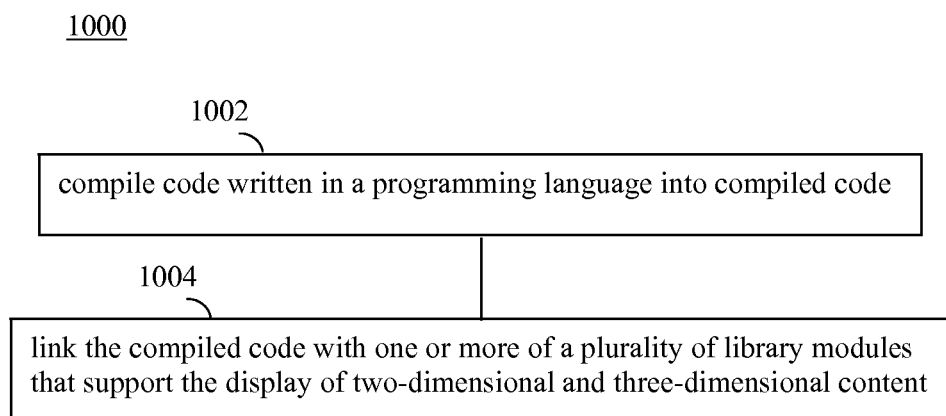 1000
1002
compile code written in a programming language into compiled code
1004
link the compiled code with one or more of a plurality of library modules
that support the display of two-dimensional and three-dimensional content